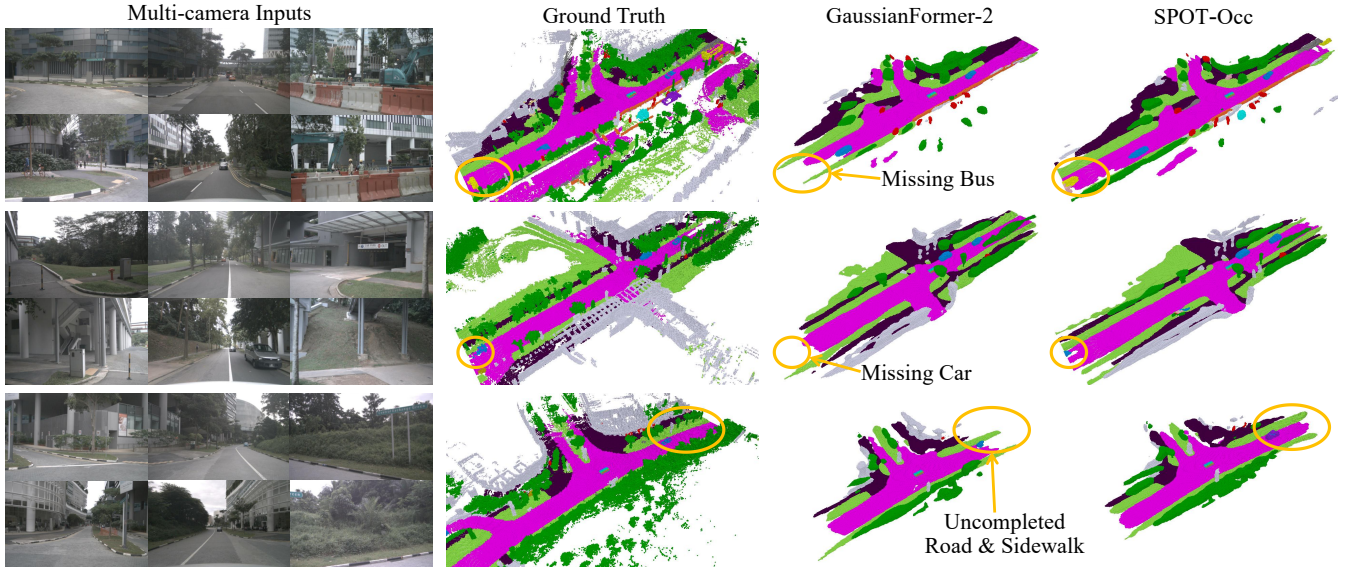 Multi-camera Inputs
Ground Truth
GaussianFormer-2
SPOT-Occ
Missing Bus
Missing Car
Uncompleted
Road & Sidewalk